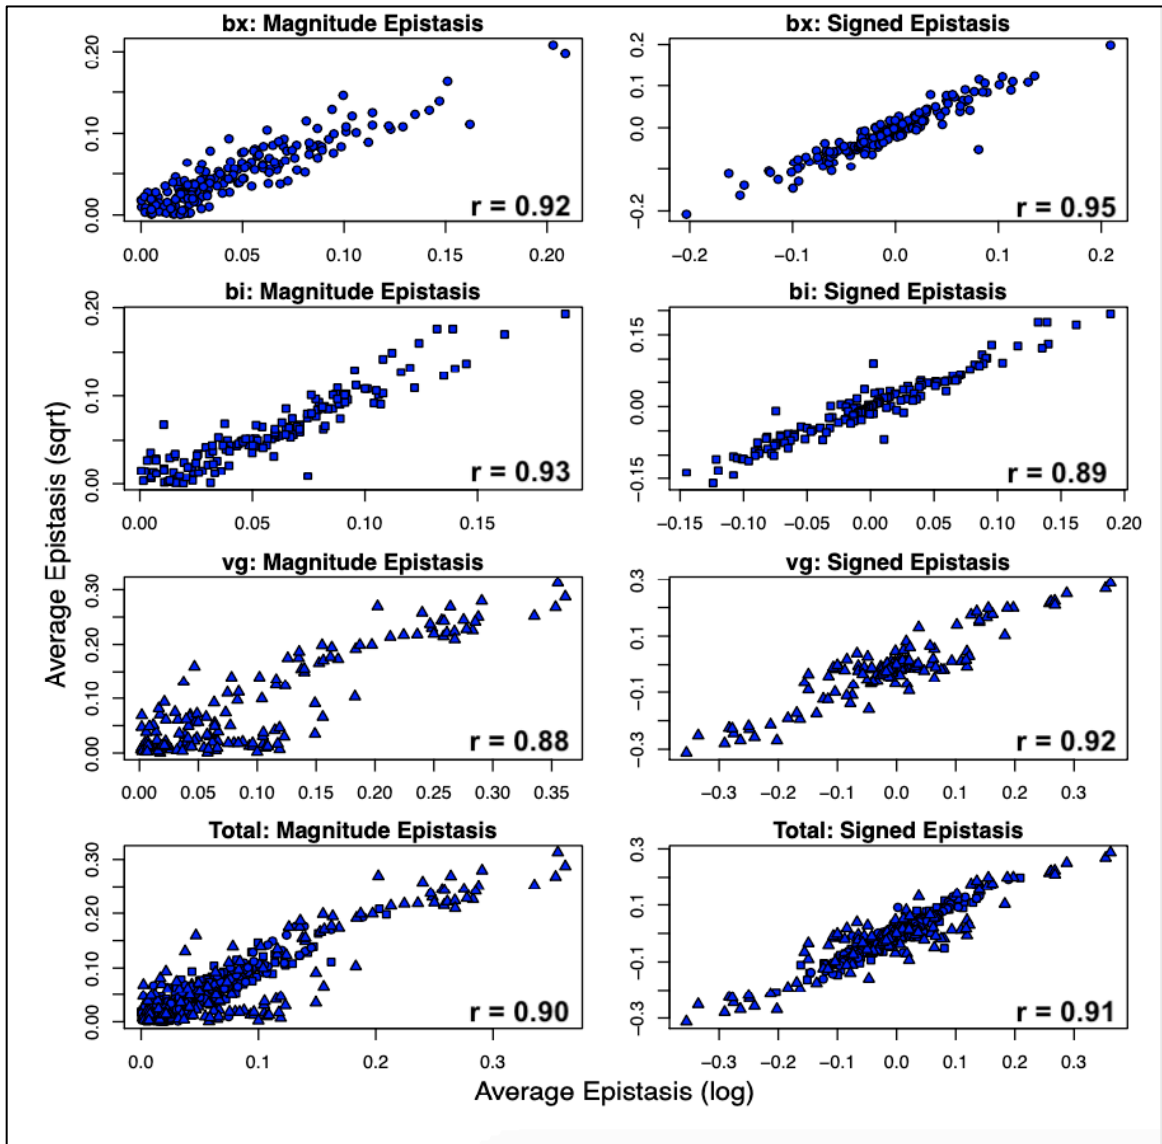 bx: Magnitude Epistasis
0.20
0.10
0.00
r = 0.92
0.00 0.05 0.10 0.15 0.20
bx: Signed Epistasis
0.2
0.1
0.0
−0.2
r = 0.95
−0.2 −0.1 0.0 0.1 0.2
bi: Magnitude Epistasis
0.20
0.10
0.00
r = 0.93
0.00 0.05 0.10 0.15
bi: Signed Epistasis
0.15
0.00
−0.15
r = 0.89
−0.15 −0.10 −0.05 0.00 0.05 0.10 0.15 0.20
Average Epistasis (sqrt)
vg: Magnitude Epistasis
0.30
0.20
0.10
0.00
r = 0.88
0.00 0.05 0.10 0.15 0.20 0.25 0.30 0.35
vg: Signed Epistasis
0.3
0.1
−0.1
−0.3
r = 0.92
−0.3 −0.2 −0.1 0.0 0.1 0.2 0.3
Total: Magnitude Epistasis
0.30
0.20
0.10
0.00
r = 0.90
0.0 0.1 0.2 0.3
Total: Signed Epistasis
0.3
0.1
−0.1
−0.3
r = 0.91
−0.3 −0.2 −0.1 0.0 0.1 0.2 0.3
Average Epistasis (log)